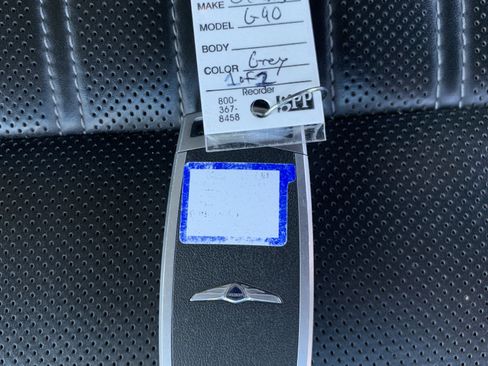 MAKE
MODEL G90
BODY
COLOR Grey
1 of 2
Reorder
800-
367-
8458